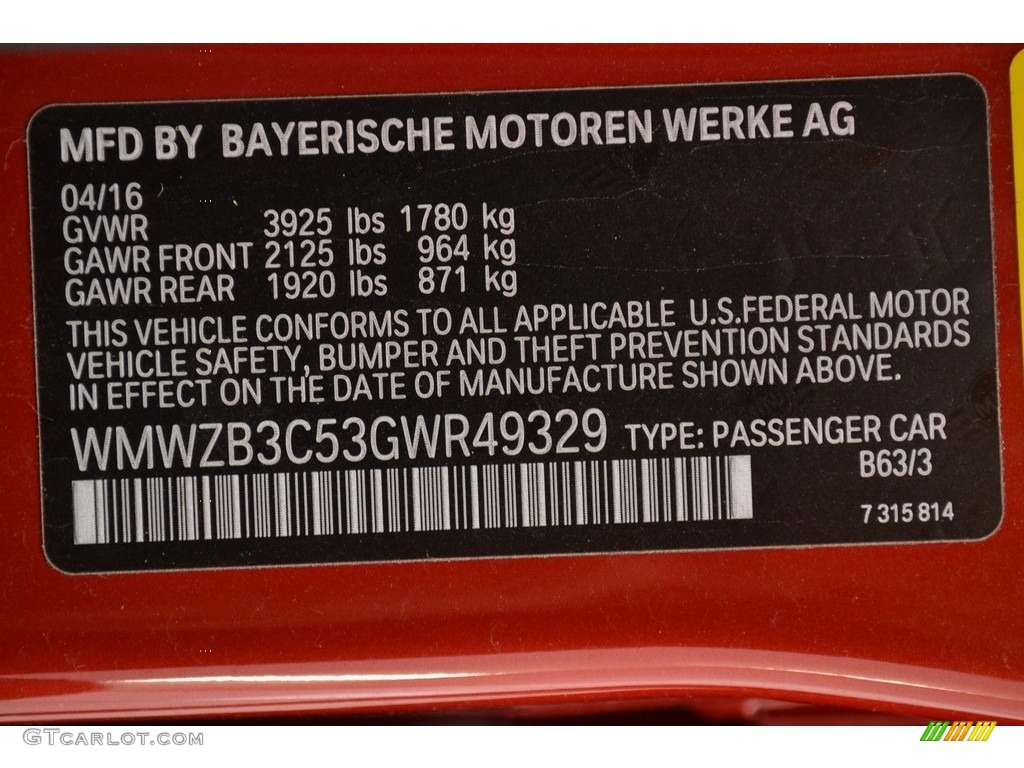 MFD BY BAYERISCHE MOTOREN WERKE AG
04/16
GVWR 3925 lbs 1780 kg
GAWR FRONT 2125 lbs 964 kg
GAWR REAR 1920 lbs 871 kg
THIS VEHICLE CONFORMS TO ALL APPLICABLE U.S.FEDERAL MOTOR
VEHICLE SAFETY, BUMPER AND THEFT PREVENTION STANDARDS
IN EFFECT ON THE DATE OF MANUFACTURE SHOWN ABOVE.
WMWZB3C53GWR49329 TYPE: PASSENGER CAR
B63/3
7 315 814
GTCARLOT.COM